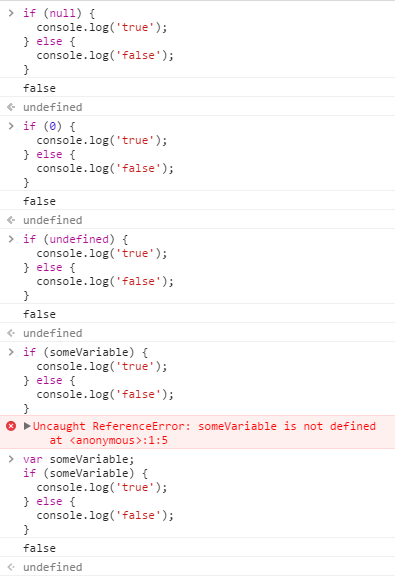 > if (null) {
console.log('true');
} else {
console.log('false');
}
false
undefined
> if (0) {
console.log('true');
} else {
console.log('false');
}
false
undefined
> if (undefined) {
console.log('true');
} else {
console.log('false');
}
false
undefined
> if (someVariable) {
console.log('true');
} else {
console.log('false');
}
Uncaught ReferenceError: someVariable is not defined
at <anonymous>:1:5
> var someVariable;
if (someVariable) {
console.log('true');
} else {
console.log('false');
}
false
undefined